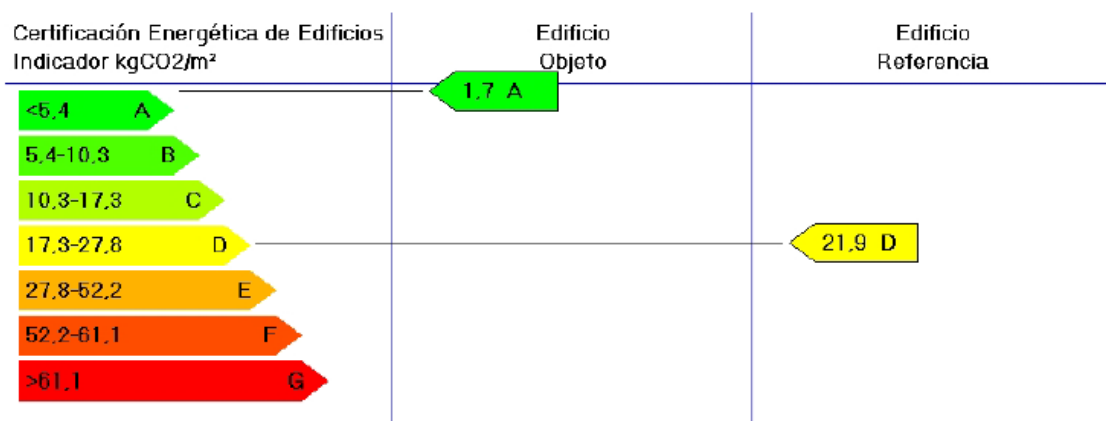 Certificación Energética de Edificios
Indicador kgCO2/m²
Edificio
Objeto
Edificio
Referencia
<5,4 A
1,7 A
5,4-10,3 B
10,3-17,3 C
17,3-27,8 D
21,9 D
27,8-52,2 E
52,2-61,1 F
>61,1 G